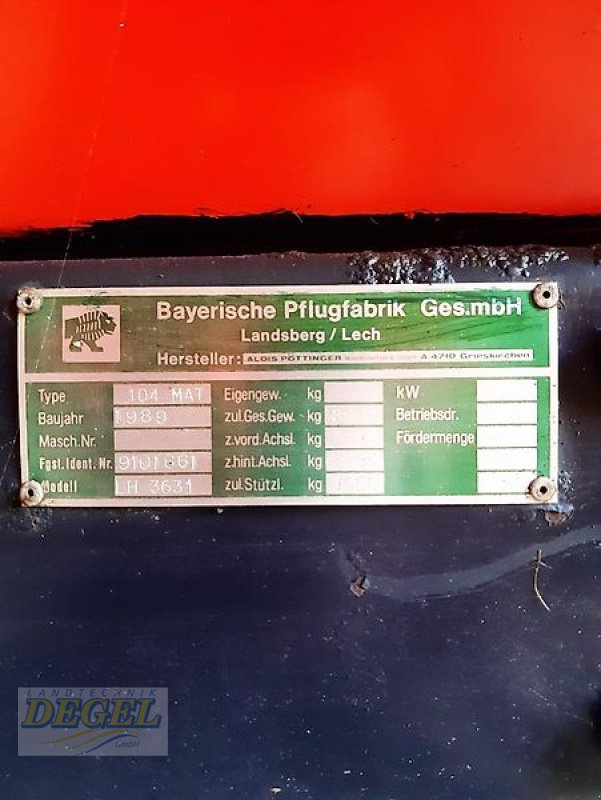 Bayerische Pflugfabrik Ges.mbH
Landsberg / Lech
Hersteller: ALOIS PÖTTINGER A-4710 Grieskirchen
Type 104 MAT Eigengew. kg kW
Baujahr 1989 zul.Ges.Gew. kg Betriebsdr.
Masch.Nr. z.vord.Achsl. kg Fördermenge
Fgst.Ident. Nr. 9101661 z.hint.Achsl. kg
Modell LH 3631 zul.Stützl. kg
LANDTECHNIK
DEGEL
GmbH